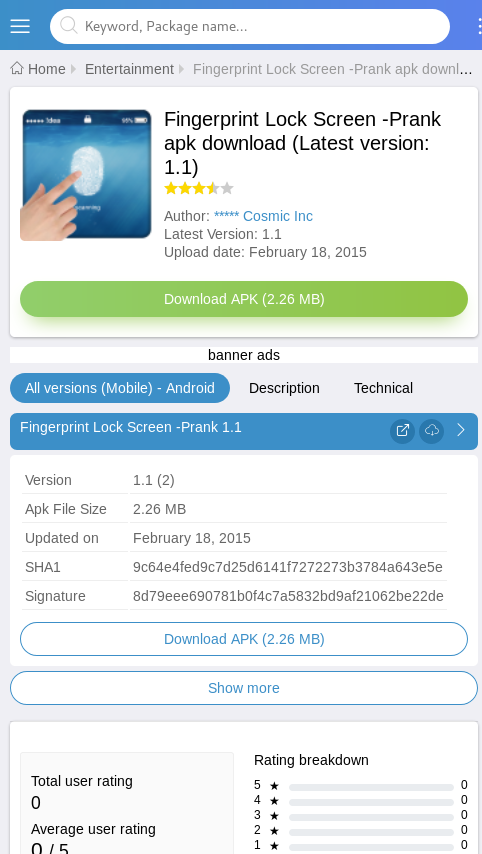 Keyword, Package name...
Home Entertainment Fingerprint Lock Screen -Prank apk downl...
Fingerprint Lock Screen -Prank
apk download (Latest version:
1.1)
Author: ***** Cosmic Inc
Latest Version: 1.1
Upload date: February 18, 2015
Download APK (2.26 MB)
banner ads
All versions (Mobile) - Android Description Technical
Fingerprint Lock Screen -Prank 1.1
Version 1.1 (2)
Apk File Size 2.26 MB
Updated on February 18, 2015
SHA1 9c64e4fed9c7d25d6141f7272273b3784a643e5e
Signature 8d79eee690781b0f4c7a5832bd9af21062be22de
Download APK (2.26 MB)
Show more
Rating breakdown
Total user rating
0
Average user rating
0 / 5
5 ★ 0
4 ★ 0
3 ★ 0
2 ★ 0
1 ★ 0